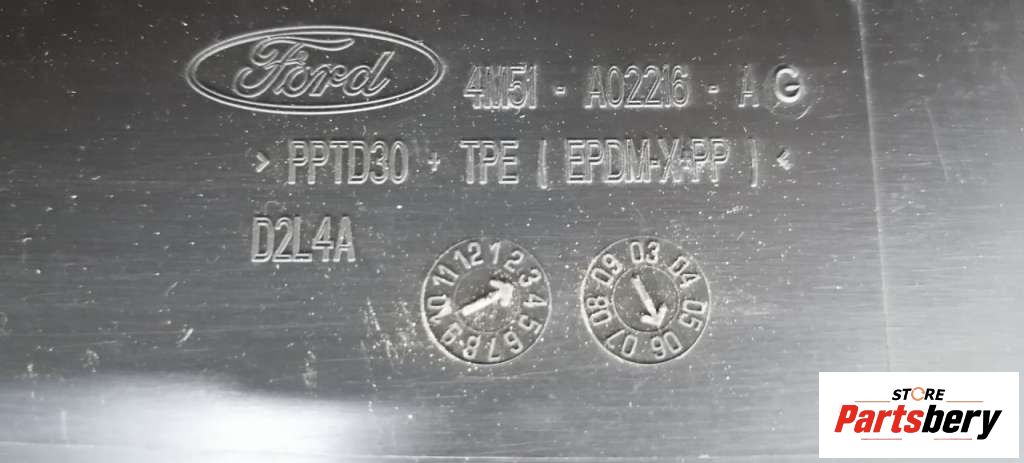 Ford 4M51 - A02216 - AG
> PPTD30 + TPE ( EPDM-X-PP ) <
D2L4A
12 1 2 3 4 5 6 7 8 9 10 11
03 04 05 06 07 08 09
STORE
Partsbery